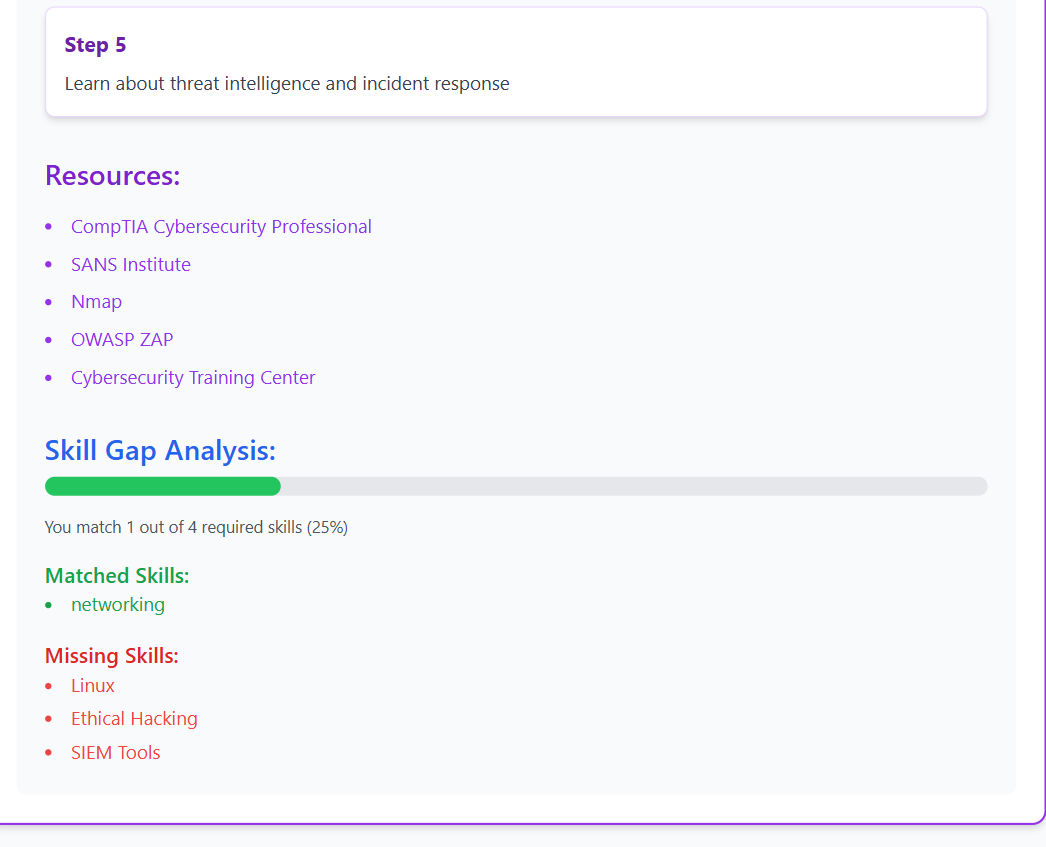 Step 5
Learn about threat intelligence and incident response
Resources:
CompTIA Cybersecurity Professional
SANS Institute
Nmap
OWASP ZAP
Cybersecurity Training Center
Skill Gap Analysis:
You match 1 out of 4 required skills (25%)
Matched Skills:
networking
Missing Skills:
Linux
Ethical Hacking
SIEM Tools